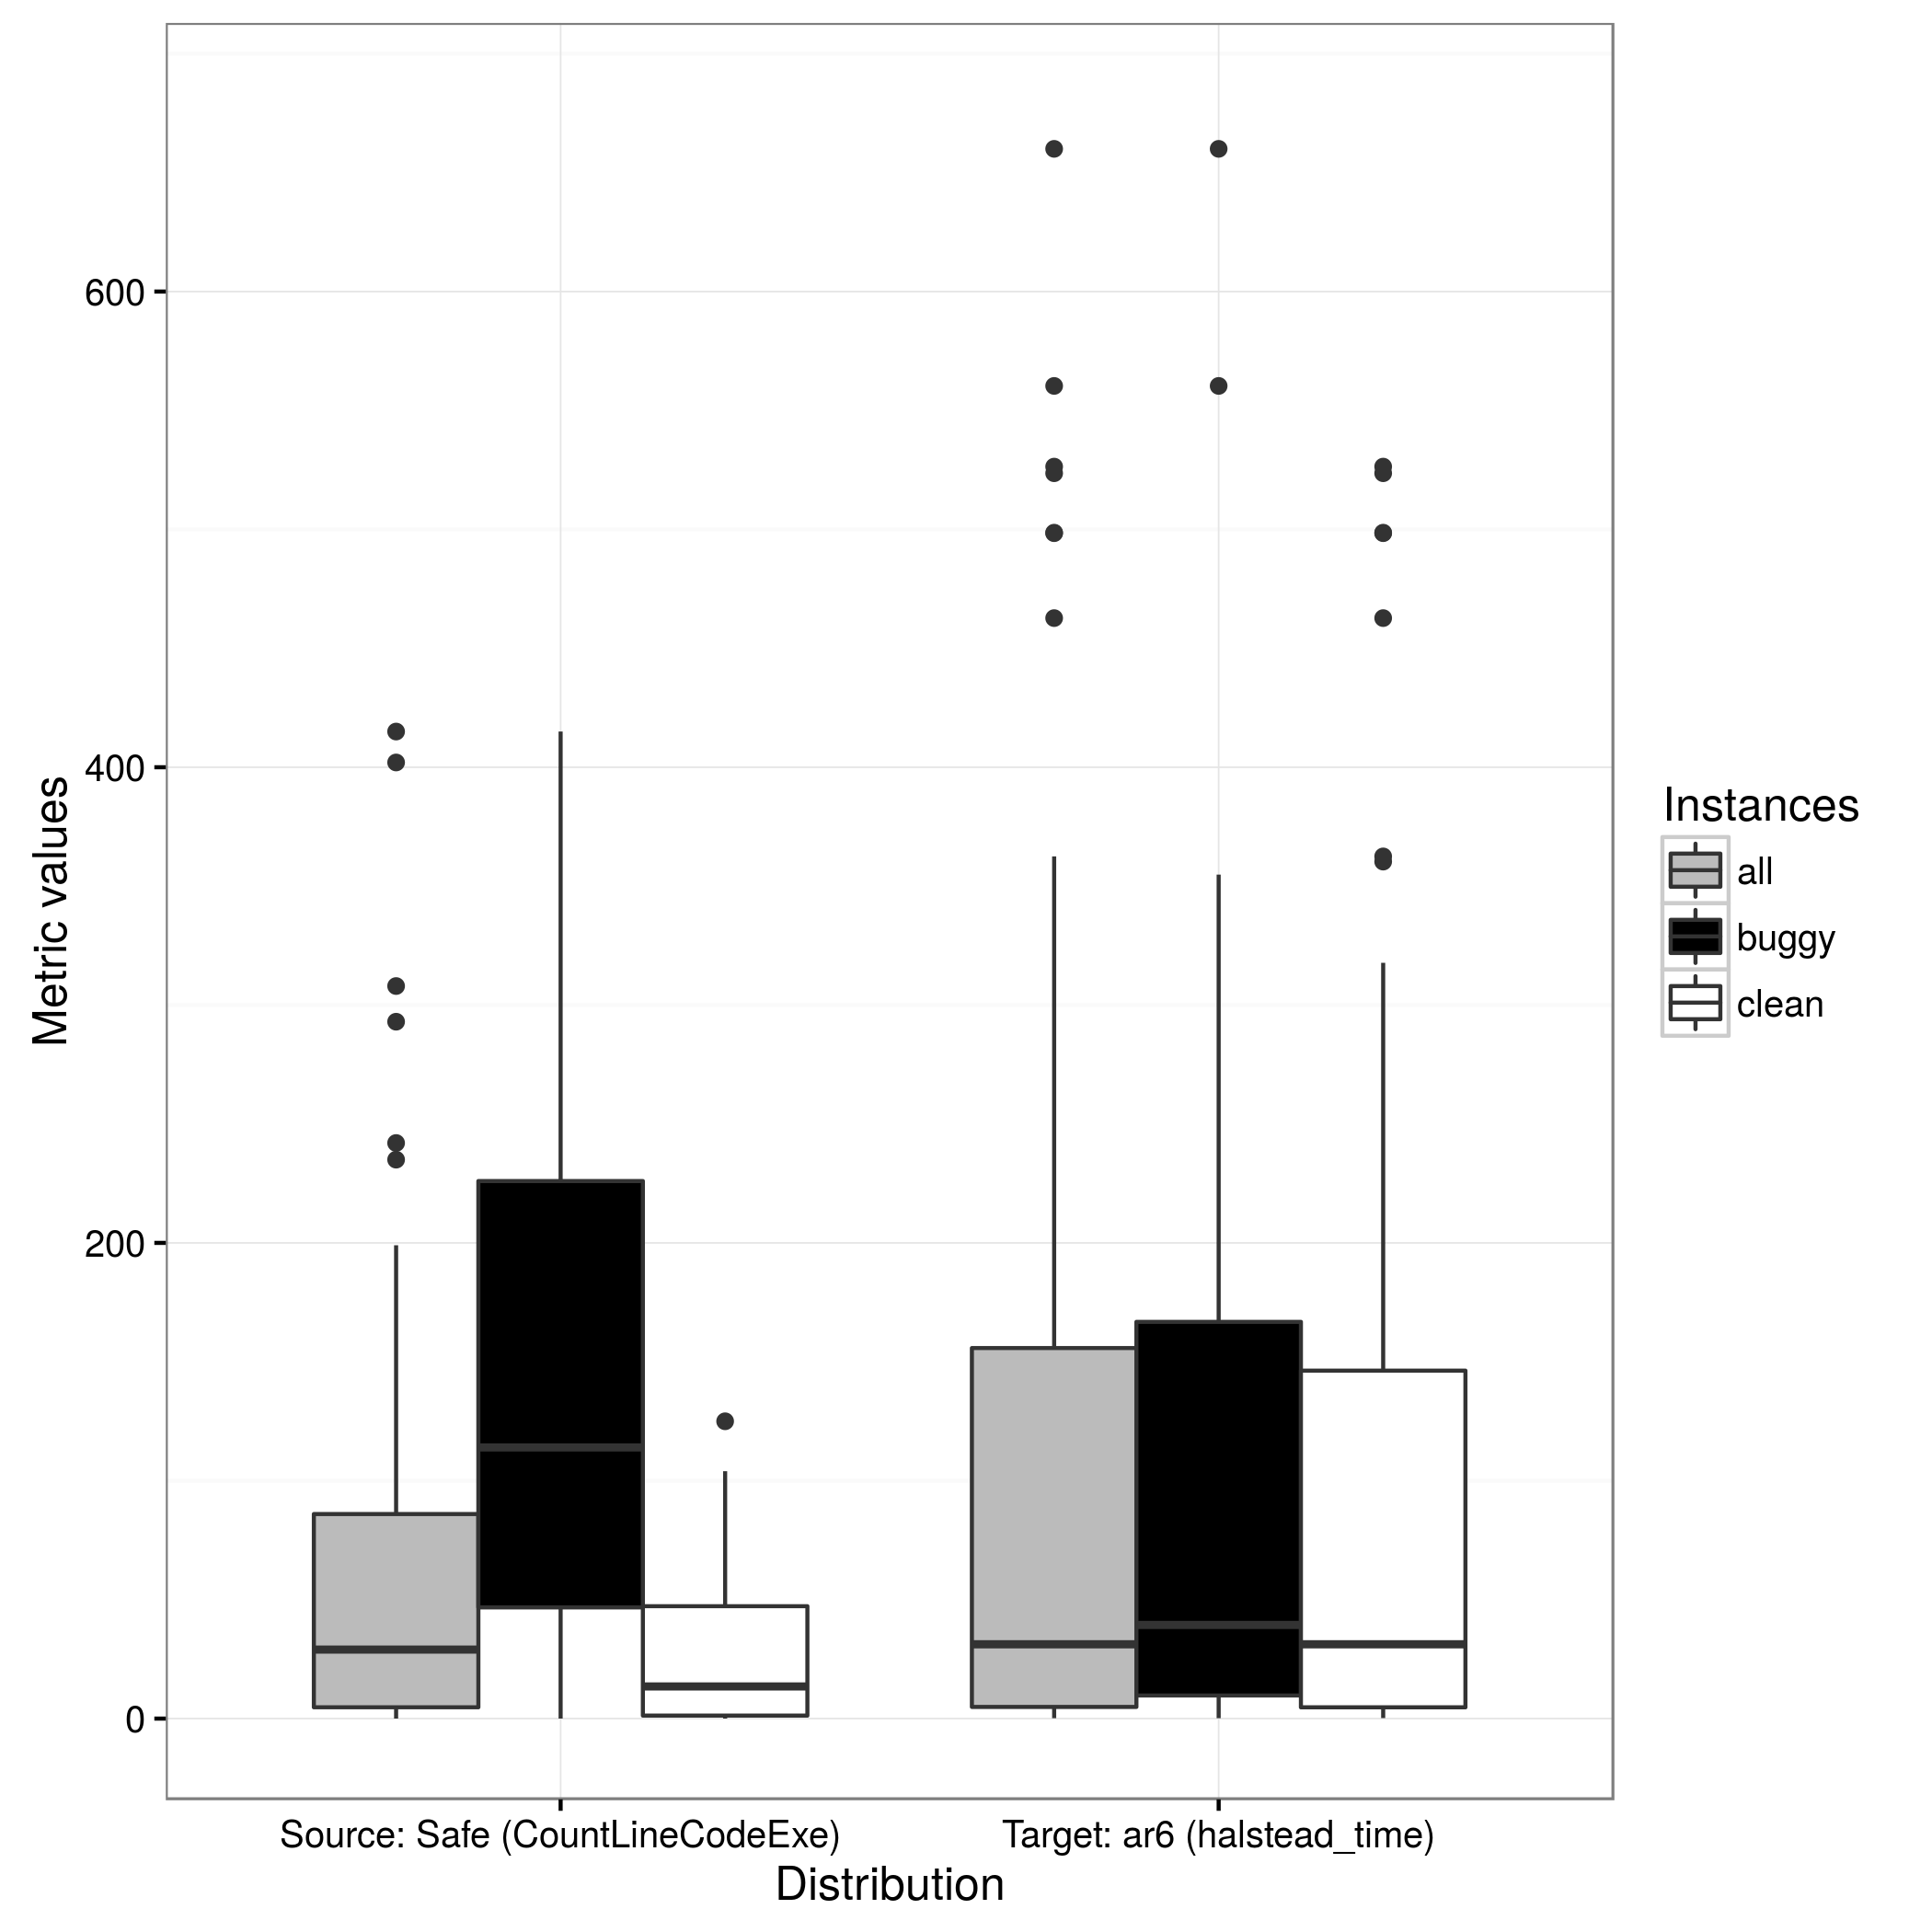 600
400
200
0
Metric values
Source: Safe (CountLineCodeExe)
Target: ar6 (halstead_time)
Distribution
Instances
all
buggy
clean